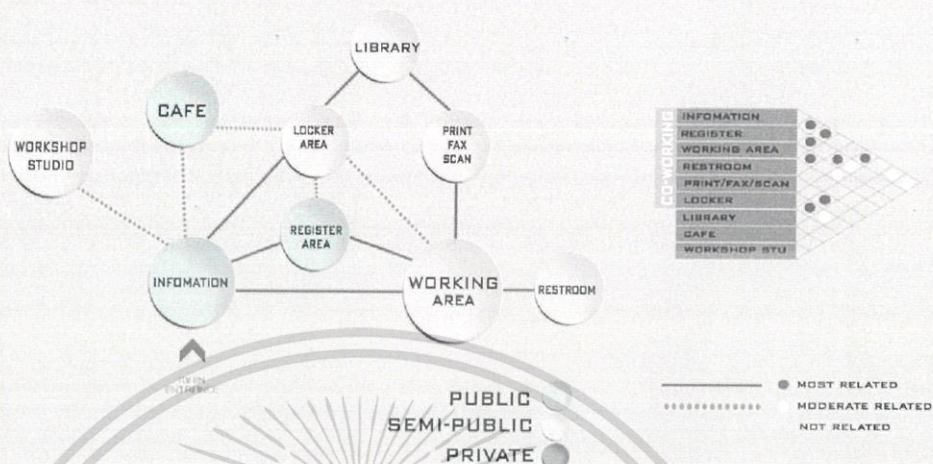 LIBRARY
CAFE
WORKSHOP
STUDIO
LOCKER
AREA
PRINT
FAX
SCAN
REGISTER
AREA
INFOMATION
WORKING
AREA
RESTROOM
MAIN
ENTRANCE
CO-WORKING
INFOMATION
REGISTER
WORKING AREA
RESTROOM
PRINT/FAX/SCAN
LOCKER
LIBRARY
CAFE
WORKSHOP STU
PUBLIC
SEMI-PUBLIC
PRIVATE
MOST RELATED
MODERATE RELATED
NOT RELATED